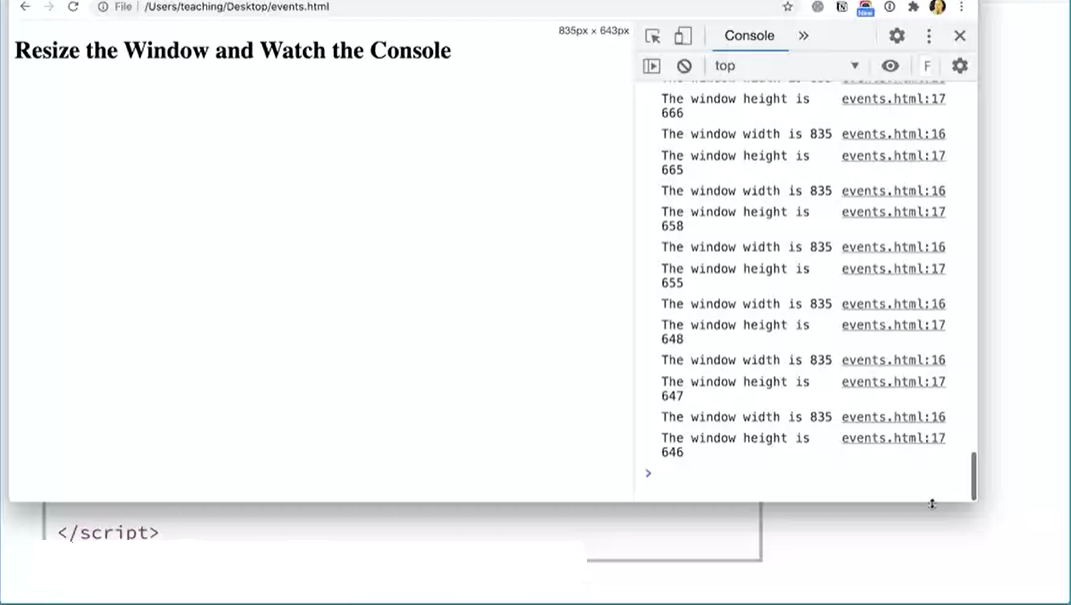 File | /Users/teaching/Desktop/events.html
New
835px × 643px
Resize the Window and Watch the Console
Console »
top
F
The window height is events.html:17
666
The window width is 835 events.html:16
The window height is events.html:17
665
The window width is 835 events.html:16
The window height is events.html:17
658
The window width is 835 events.html:16
The window height is events.html:17
655
The window width is 835 events.html:16
The window height is events.html:17
648
The window width is 835 events.html:16
The window height is events.html:17
647
The window width is 835 events.html:16
The window height is events.html:17
646
>
</script>